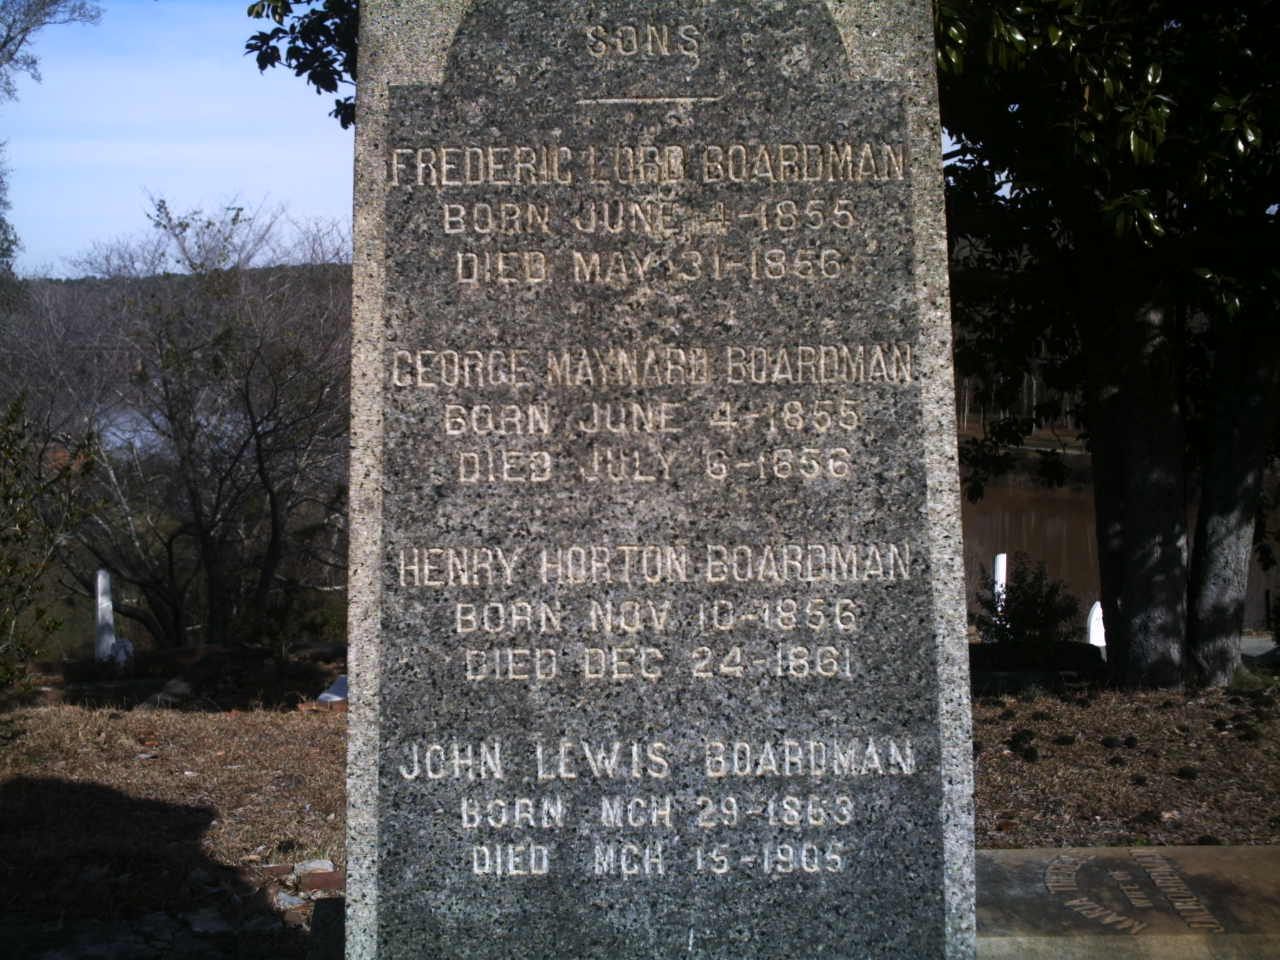 SONS
FREDERIC LORD BOARDMAN
BORN JUNE 4-1855
DIED MAY 31-1856
GEORGE MAYNARD BOARDMAN
BORN JUNE 4-1855
DIED JULY 6-1856
HENRY HORTON BOARDMAN
BORN NOV 10-1856
DIED DEC 24-1861
JOHN LEWIS BOARDMAN
BORN MCH 29-1863
DIED MCH 15-1905